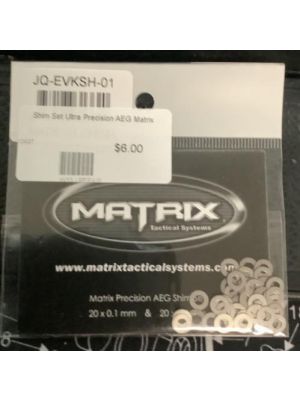 JQ-EVKSH-01
Shim Set Ultra Precision AEG Matrix
$6.00
MATRIX
Tactical Systems
www.matrixtacticalsystems.com
Matrix Precision AEG Shim
20 x 0.1 mm & 20